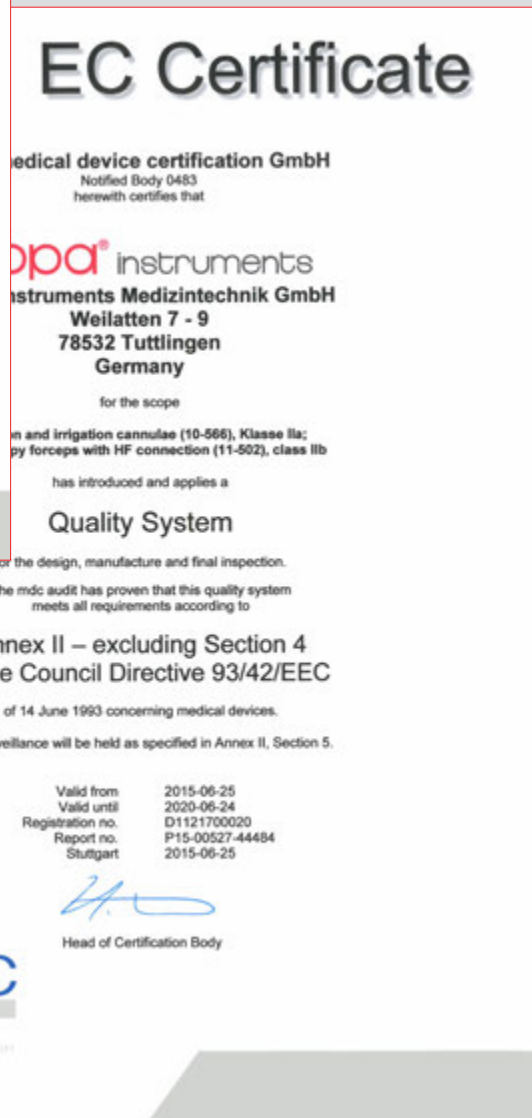 EC Certificate
edical device certification GmbH
Notified Body 0483
herewith certifies that
opa® instruments
nstruments Medizintechnik GmbH
Weilatten 7 - 9
78532 Tuttlingen
Germany
for the scope
n and irrigation cannulae (10-566), Klasse IIa;
py forceps with HF connection (11-502), class IIb
has introduced and applies a
Quality System
or the design, manufacture and final inspection.
he mdc audit has proven that this quality system
meets all requirements according to
nnex II – excluding Section 4
e Council Directive 93/42/EEC
of 14 June 1993 concerning medical devices.
veillance will be held as specified in Annex II, Section 5.
Valid from 2015-06-25
Valid until 2020-06-24
Registration no. D1121700020
Report no. P15-00527-44484
Stuttgart 2015-06-25
Head of Certification Body
c